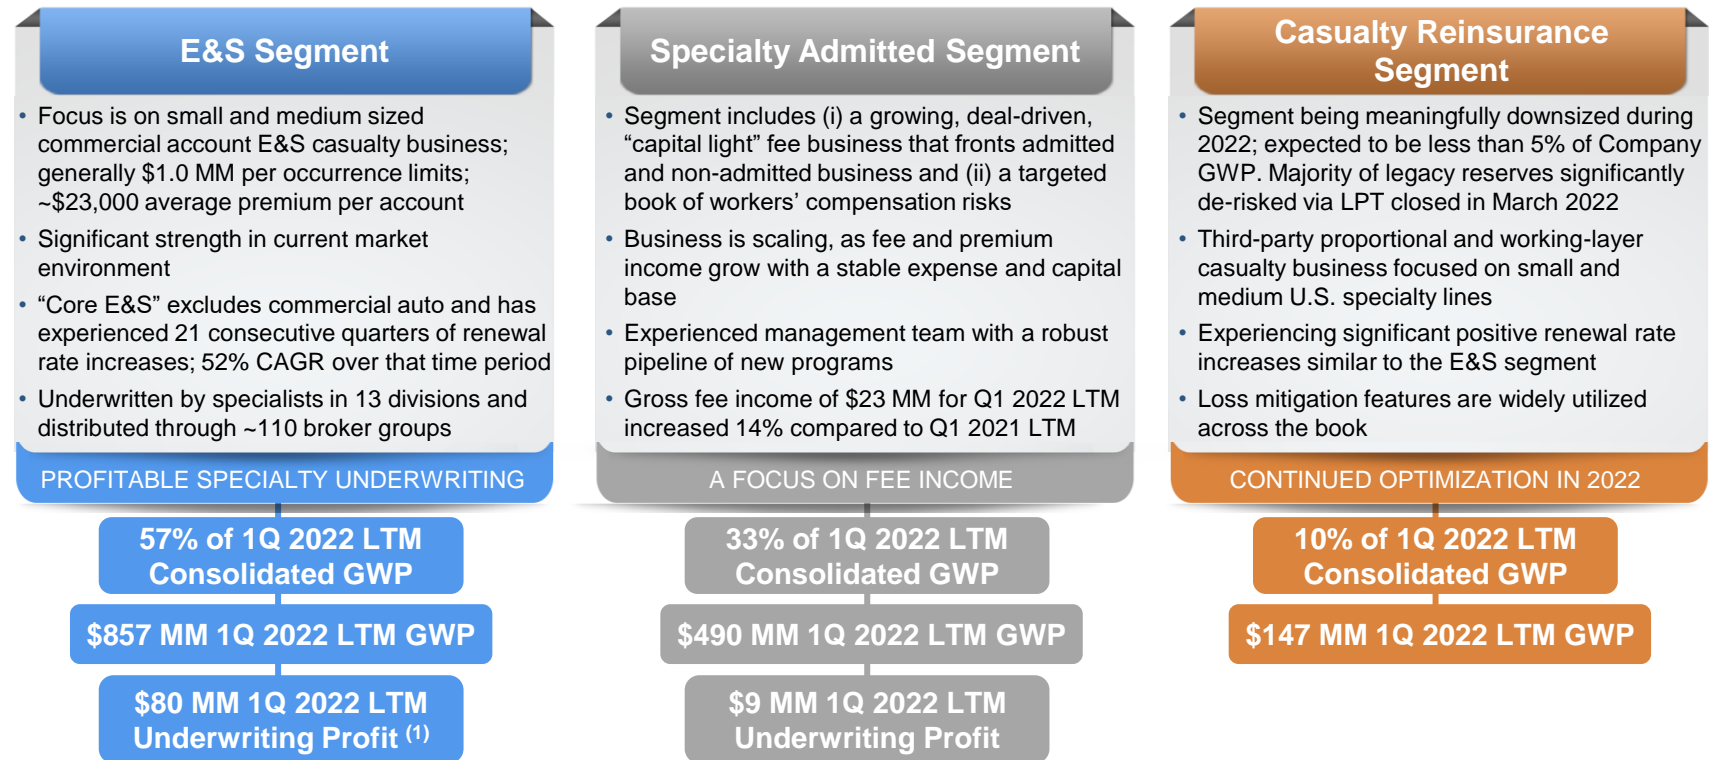 E&S Segment
• Focus is on small and medium sized
commercial account E&S casualty business;
generally $1.0 MM per occurrence limits;
~$23,000 average premium per account
• Significant strength in current market
environment
• “Core E&S” excludes commercial auto and has
experienced 21 consecutive quarters of renewal
rate increases; 52% CAGR over that time period
• Underwritten by specialists in 13 divisions and
distributed through ~110 broker groups
PROFITABLE SPECIALTY UNDERWRITING
57% of 1Q 2022 LTM
Consolidated GWP
$857 MM 1Q 2022 LTM GWP
$80 MM 1Q 2022 LTM
Underwriting Profit (1)
Specialty Admitted Segment
• Segment includes (i) a growing, deal-driven,
“capital light” fee business that fronts admitted
and non-admitted business and (ii) a targeted
book of workers’ compensation risks
• Business is scaling, as fee and premium
income grow with a stable expense and capital
base
• Experienced management team with a robust
pipeline of new programs
• Gross fee income of $23 MM for Q1 2022 LTM
increased 14% compared to Q1 2021 LTM
A FOCUS ON FEE INCOME
33% of 1Q 2022 LTM
Consolidated GWP
$490 MM 1Q 2022 LTM GWP
$9 MM 1Q 2022 LTM
Underwriting Profit
Casualty Reinsurance
Segment
• Segment being meaningfully downsized during
2022; expected to be less than 5% of Company
GWP. Majority of legacy reserves significantly
de-risked via LPT closed in March 2022
• Third-party proportional and working-layer
casualty business focused on small and
medium U.S. specialty lines
• Experiencing significant positive renewal rate
increases similar to the E&S segment
• Loss mitigation features are widely utilized
across the book
CONTINUED OPTIMIZATION IN 2022
10% of 1Q 2022 LTM
Consolidated GWP
$147 MM 1Q 2022 LTM GWP